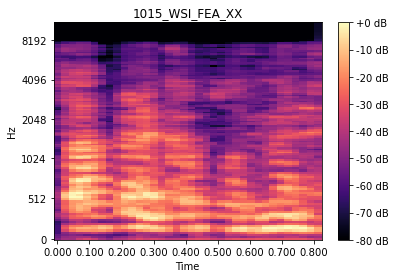 1015_WSI_FEA_XX
+0 dB
8192
-10 dB
4096
-20 dB
-30 dB
2048
Hz
-40 dB
1024
-50 dB
512
-60 dB
-70 dB
0
-80 dB
0.000 0.100 0.200 0.300 0.400 0.500 0.600 0.700 0.800
Time